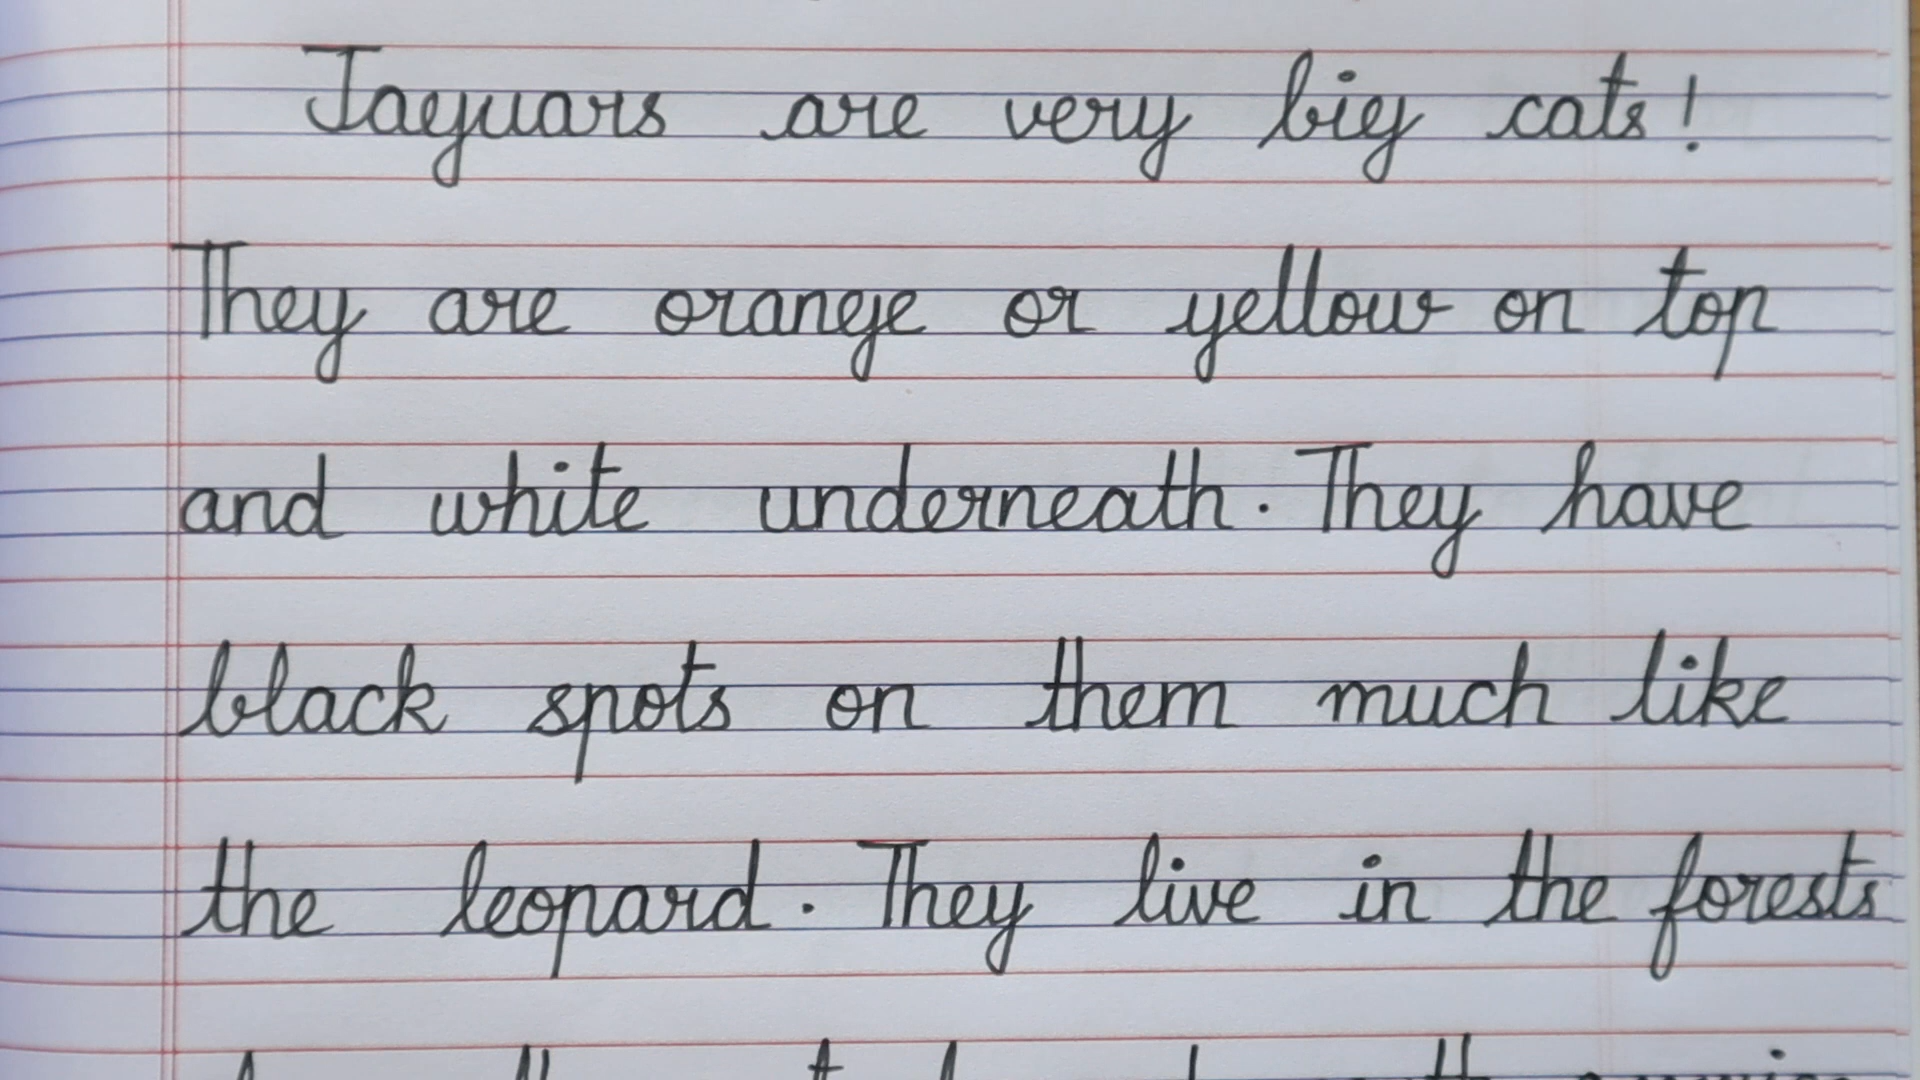 Jaguars are very big cats!
They are orange or yellow on top
and white underneath. They have
black spots on them much like
the leopard. They live in the forests